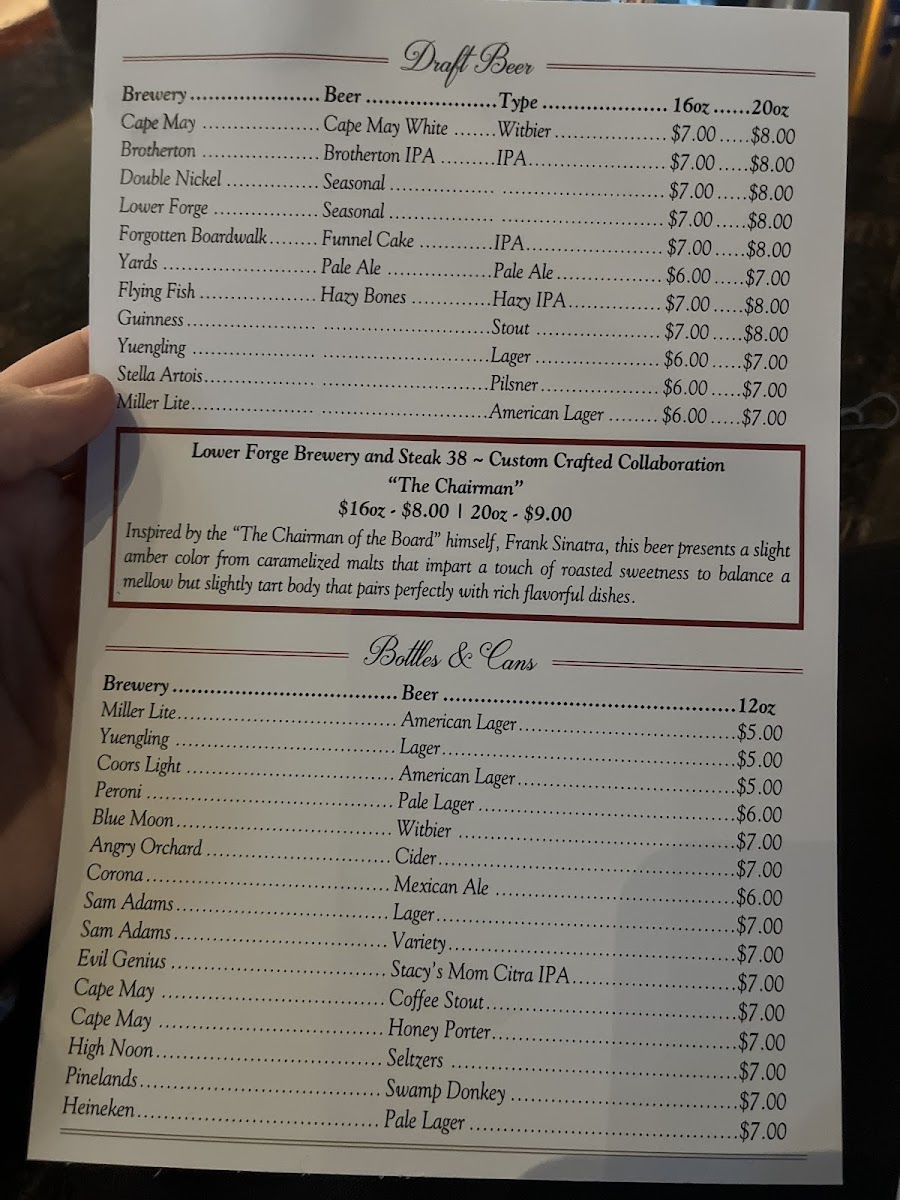 Draft Beer
Brewery .................... Beer .................... Type .................... 16oz ...... 20oz
Cape May .................... Cape May White ....... Witbier .................... $7.00 ..... $8.00
Brotherton .................... Brotherton IPA ......... IPA .................... $7.00 ..... $8.00
Double Nickel ............... Seasonal .................... .................... $7.00 ..... $8.00
Lower Forge ................. Seasonal .................... .................... $7.00 ..... $8.00
Forgotten Boardwalk ........ Funnel Cake ............ IPA .................... $7.00 ..... $8.00
Yards .................... Pale Ale .................... Pale Ale .................... $6.00 ..... $7.00
Flying Fish .................... Hazy Bones ............. Hazy IPA .................... $7.00 ..... $8.00
Guinness .................... .................... Stout .................... $7.00 ..... $8.00
Yuengling .................... .................... Lager .................... $6.00 ..... $7.00
Stella Artois .................... .................... Pilsner .................... $6.00 ..... $7.00
Miller Lite .................... .................... American Lager ........ $6.00 ..... $7.00
Lower Forge Brewery and Steak 38 ~ Custom Crafted Collaboration
“The Chairman”
$16oz - $8.00 | 20oz - $9.00
Inspired by the “The Chairman of the Board” himself, Frank Sinatra, this beer presents a slight
amber color from caramelized malts that impart a touch of roasted sweetness to balance a
mellow but slightly tart body that pairs perfectly with rich flavorful dishes.
Bottles & Cans
Brewery .................... Beer .................... 12oz
Miller Lite .................... American Lager .................... $5.00
Yuengling .................... Lager .................... $5.00
Coors Light .................... American Lager .................... $5.00
Peroni .................... Pale Lager .................... $6.00
Blue Moon .................... Witbier .................... $7.00
Angry Orchard .................... Cider .................... $7.00
Corona .................... Mexican Ale .................... $6.00
Sam Adams .................... Lager .................... $7.00
Sam Adams .................... Variety .................... $7.00
Evil Genius .................... Stacy's Mom Citra IPA .................... $7.00
Cape May .................... Coffee Stout .................... $7.00
Cape May .................... Honey Porter .................... $7.00
High Noon .................... Seltzers .................... $7.00
Pinelands .................... Swamp Donkey .................... $7.00
Heineken .................... Pale Lager .................... $7.00